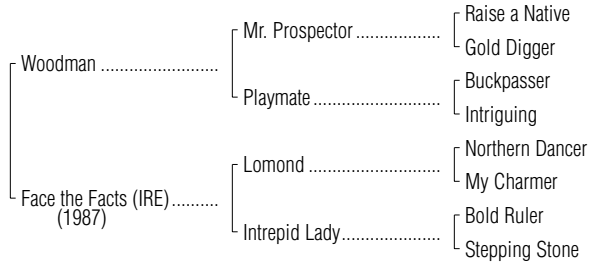 Raise a Native
Mr. Prospector ..................
Gold Digger
Woodman .........................
Buckpasser
Playmate ...........................
Intriguing
Northern Dancer
Lomond ............................
My Charmer
Face the Facts (IRE) ..........
(1987)
Bold Ruler
Intrepid Lady .....................
Stepping Stone